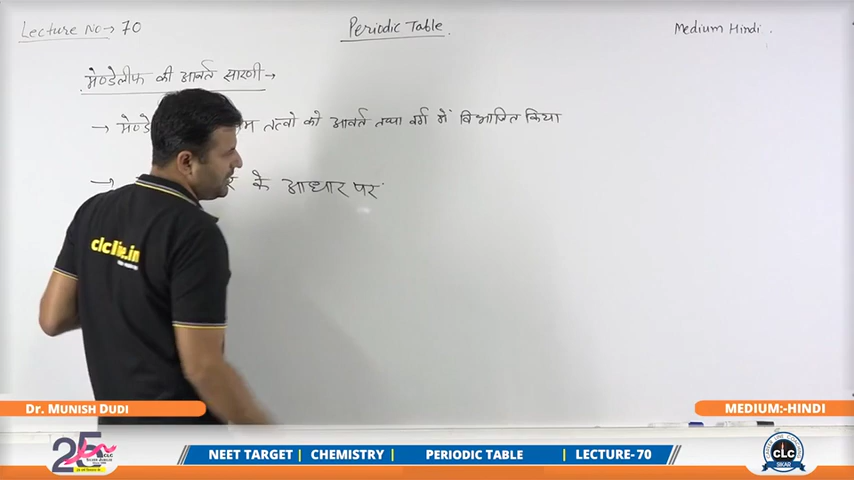 Lecture No → 70
Periodic Table
Medium Hindi.
मेण्डेलीफ की आवर्त सारणी →
→ मेण्डे तत्वो को आवर्त तथा वर्ग में विभाजित किया
→ के आधार पर
clclive.in
Dr. MUNISH DUDI
MEDIUM:-HINDI
25
CLC
NEET TARGET | CHEMISTRY | PERIODIC TABLE | LECTURE-70
CLC
SIKAR